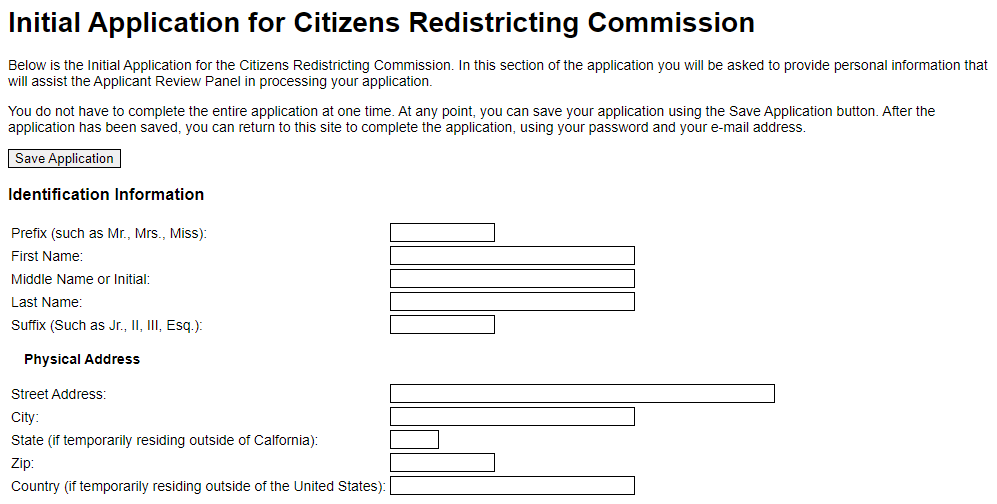 Initial Application for Citizens Redistricting Commission
Below is the Initial Application for the Citizens Redistricting Commission. In this section of the application you will be asked to provide personal information that
will assist the Applicant Review Panel in processing your application.
You do not have to complete the entire application at one time. At any point, you can save your application using the Save Application button. After the
application has been saved, you can return to this site to complete the application, using your password and your e-mail address.
Save Application
Identification Information
Prefix (such as Mr., Mrs., Miss):
First Name:
Middle Name or Initial:
Last Name:
Suffix (Such as Jr., II, III, Esq.):
Physical Address
Street Address:
City:
State (if temporarily residing outside of Calfornia):
Zip:
Country (if temporarily residing outside of the United States):